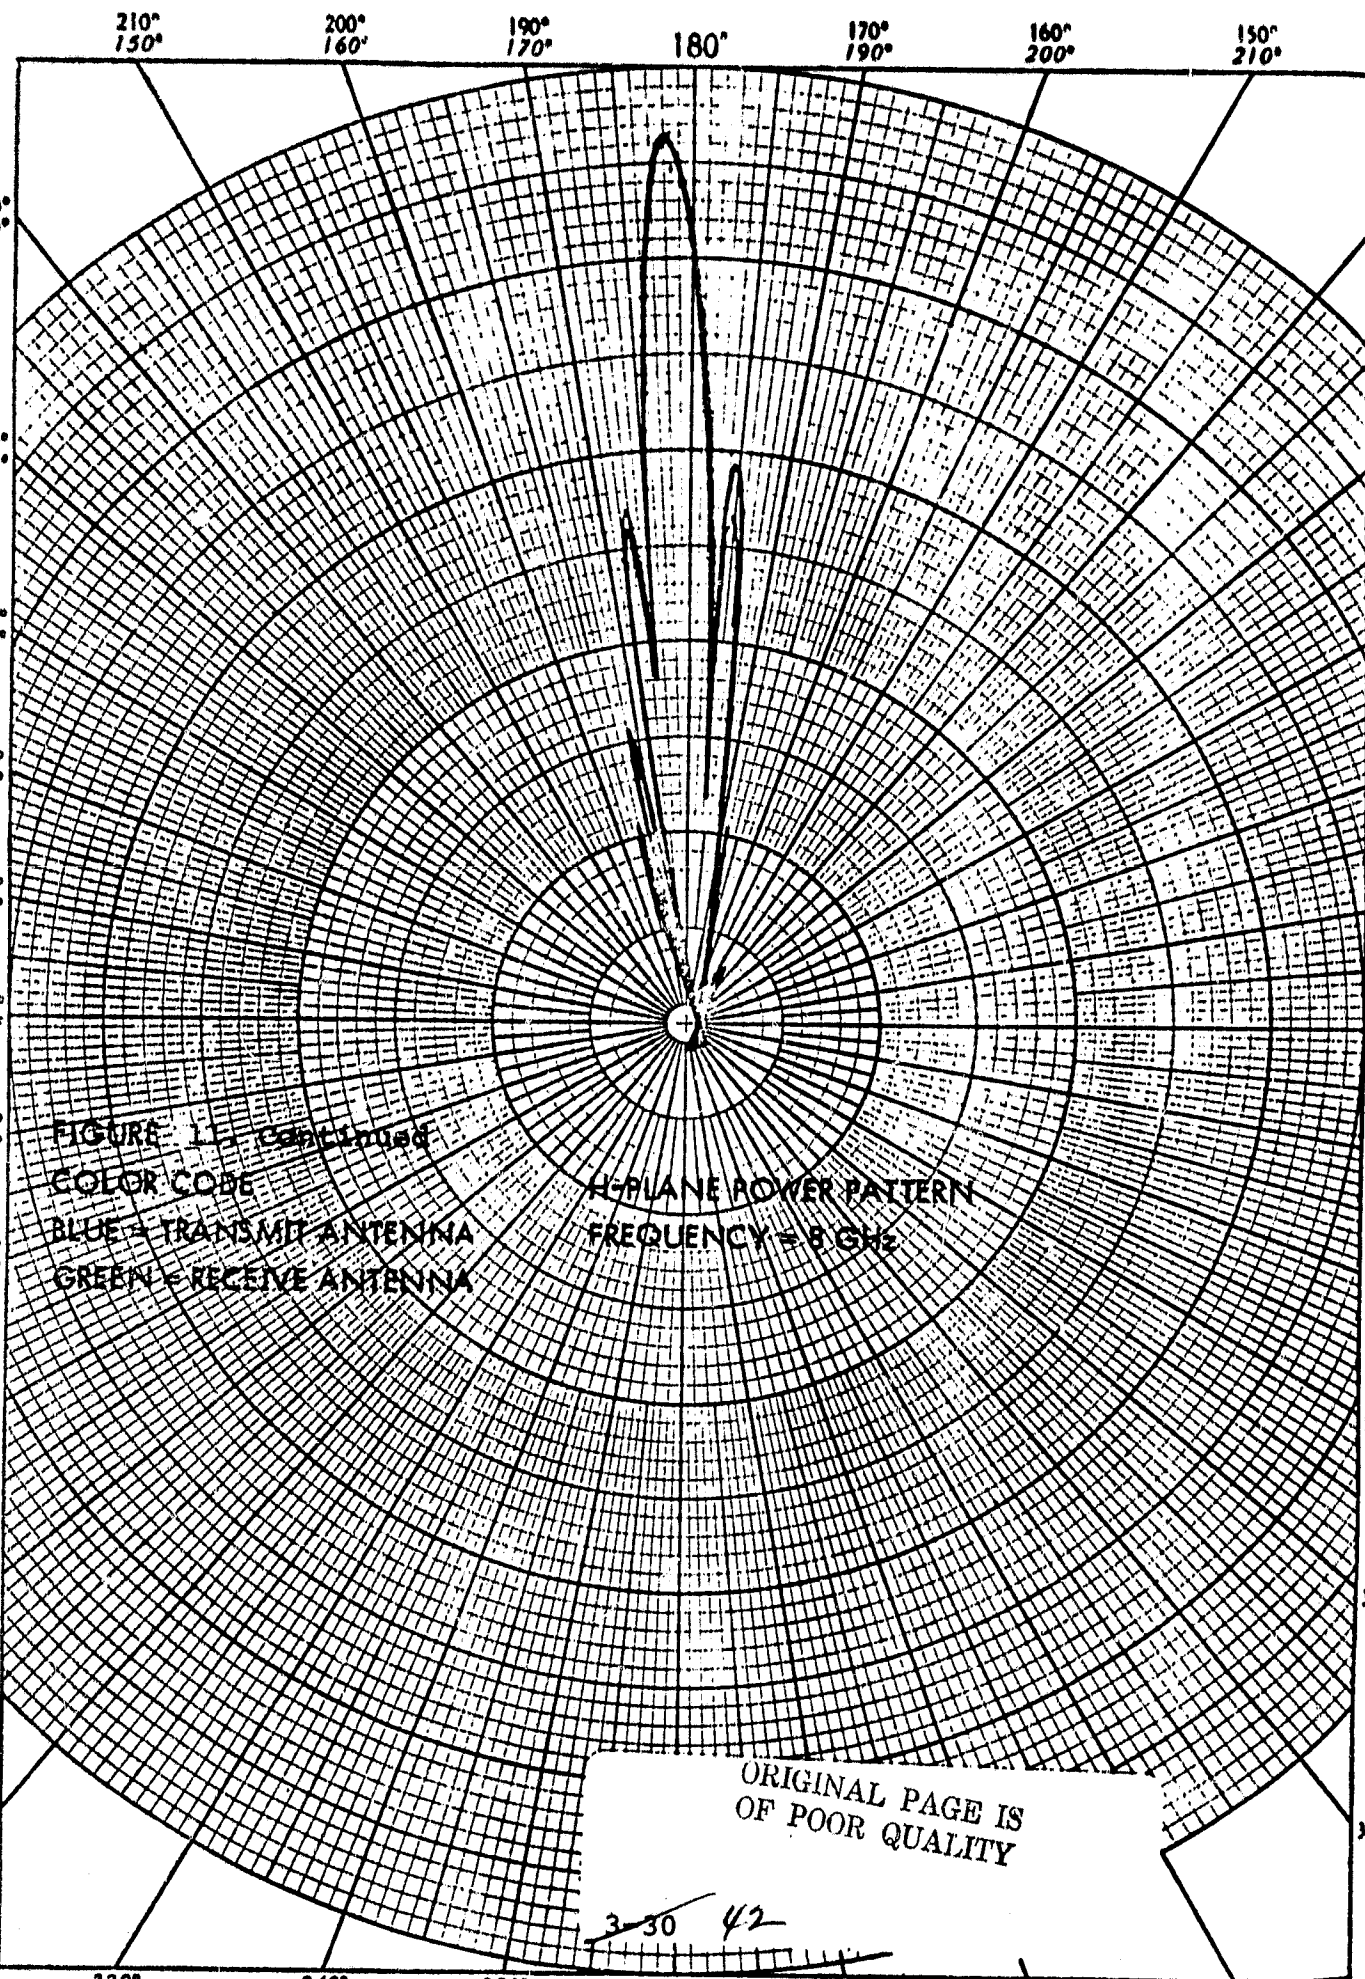 210° 200° 190° 180° 170° 160° 150°
150° 160° 170° 190° 200° 210°
FIGURE 11. Continued
COLOR CODE
BLUE = TRANSMIT ANTENNA
GREEN = RECEIVE ANTENNA
H-PLANE POWER PATTERN
FREQUENCY = 8 GHz
ORIGINAL PAGE IS
OF POOR QUALITY
3-30 42